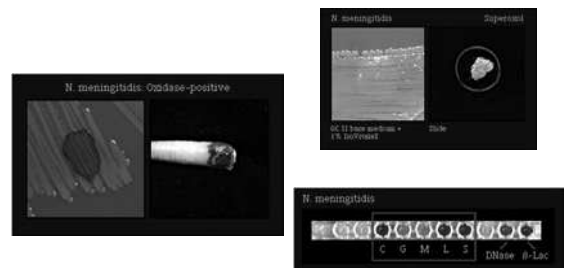 N. meningitidis: Oxidase-positive
N. meningitidis Superoxol
GC II base medium +
1% IsoVitaleX
Slide
N. meningitidis
C G M L S
DNase β-Lac